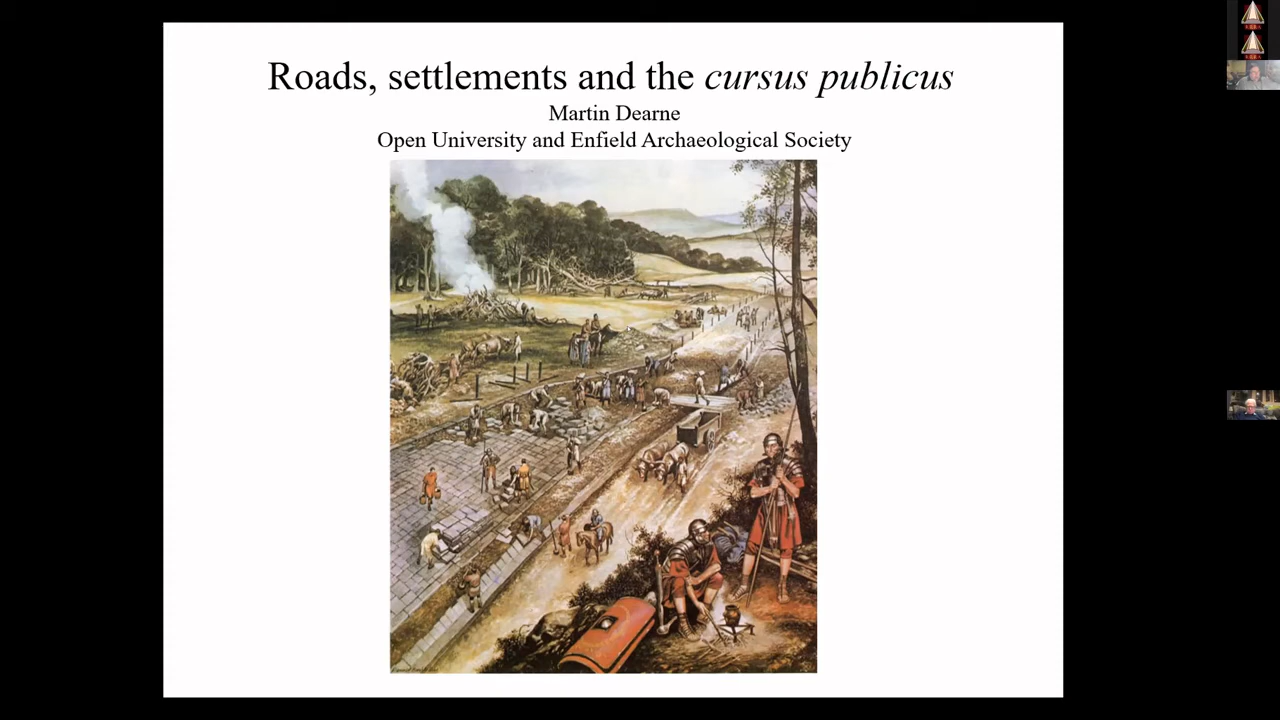 Roads, settlements and the cursus publicus
Martin Dearne
Open University and Enfield Archaeological Society